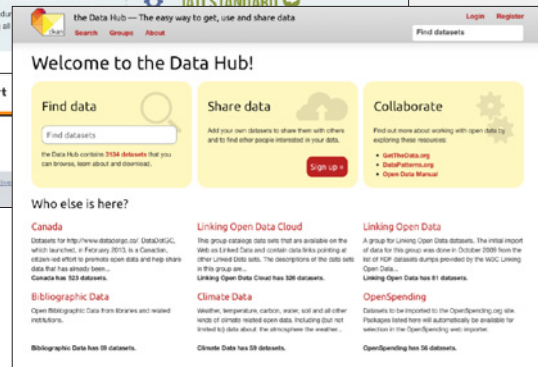 IATI STANDARD
the Data Hub — The easy way to get, use and share data
Login Register
ckan
Search Groups About
Find datasets
Welcome to the Data Hub!
Find data
Find datasets
the Data Hub contains 3134 datasets that you
can browse, learn about and download.
Share data
Add your own datasets to share them with others
and to find other people interested in your data.
Sign up »
Collaborate
Find out more about working with open data by
exploring these resources:
GetTheData.org
DataPatterns.org
Open Data Manual
Who else is here?
Canada
Datasets for http://www.datadotgc.ca/ DataDotGC,
which launched, in February 2010, is a Canadian,
citizen-led effort to promote open data and help share
data that has already been...
Canada has 323 datasets.
Linking Open Data Cloud
This group catalogs data sets that are available on the
Web as Linked Data and contain data links pointing at
other Linked Data sets. The descriptions of the data sets
in this group are...
Linking Open Data Cloud has 326 datasets.
Linking Open Data
A group for Linking Open Data datasets. The initial import
of data for this group was done in October 2009 from the
list of RDF datasets dumps provided by the W3C Linking
Open Data...
Linking Open Data has 81 datasets.
Bibliographic Data
Open Bibliographic Data from libraries and related
institutions.
Bibliographic Data has 69 datasets.
Climate Data
Weather, temperature, carbon, water, soil and all other
kinds of climate related open data. Including (but not
limited to) data about: the atmosphere the weather...
Climate Data has 59 datasets.
OpenSpending
Datasets to be imported to the OpenSpending.org site.
Packages listed here will automatically be available for
selection in the OpenSpending web importer.
OpenSpending has 56 datasets.